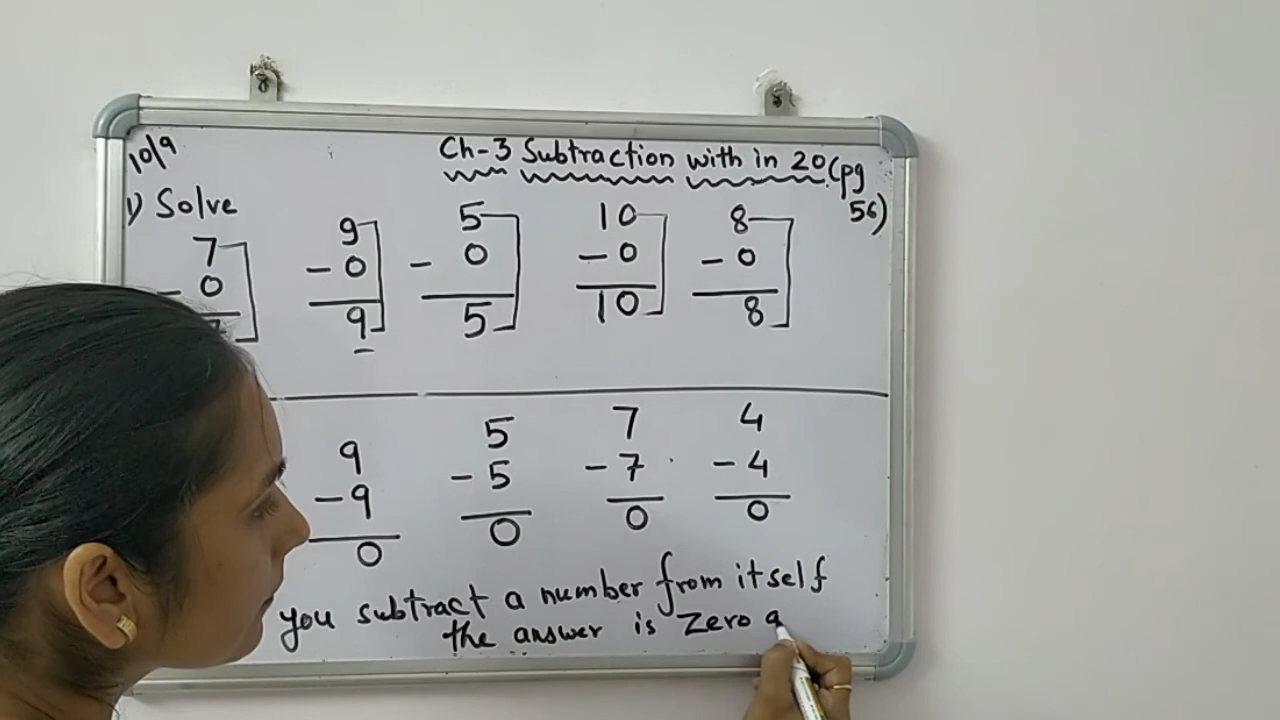 10/9
Ch-3 Subtraction with in 20 (pg 56)
1) Solve
7 9 5 10 8
- 0 - 0 - 0 - 0 - 0
9 5 10 8
9 5 7 4
- 9 - 5 - 7 - 4
0 0 0 0
you subtract a number from itself
the answer is Zero